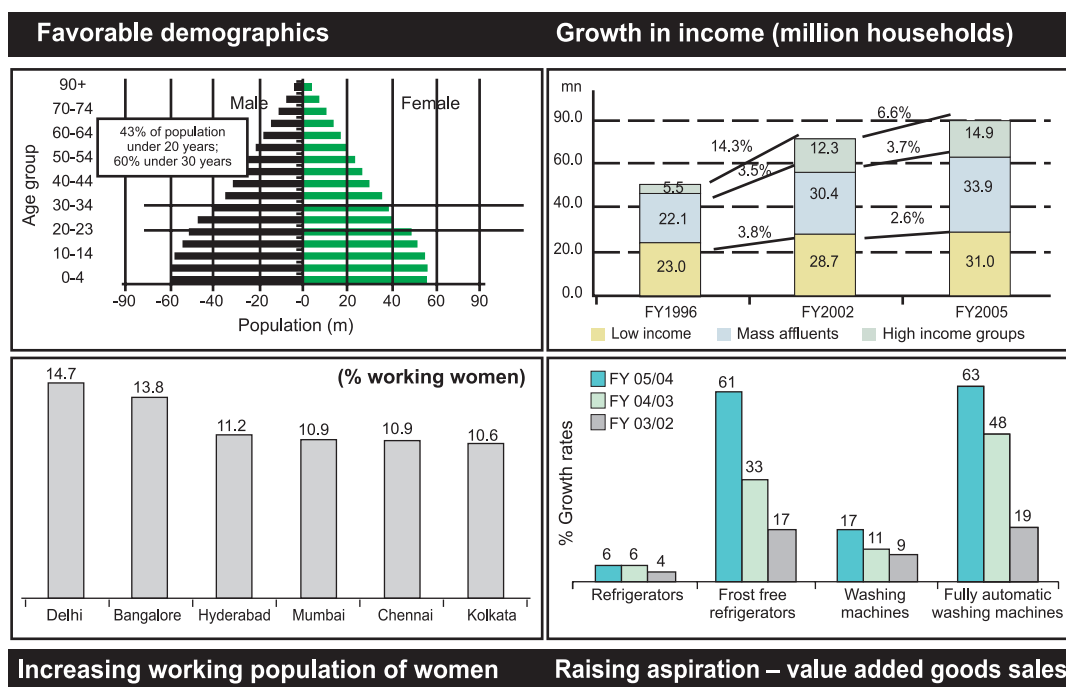 Favorable demographics
Growth in income (million households)
90+
70-74
60-64
50-54
40-44
30-34
20-23
10-14
0-4
Age group
Male
Female
43% of population
under 20 years;
60% under 30 years
-90
-60
-40
-20
-0
20
40
60
90
Population (m)
mn
90.0
60.0
40.0
20.0
0.0
14.3%
3.5%
3.8%
6.6%
3.7%
2.6%
5.5
22.1
23.0
12.3
30.4
28.7
14.9
33.9
31.0
FY1996
FY2002
FY2005
Low income
Mass affluents
High income groups
(% working women)
14.7
13.8
11.2
10.9
10.9
10.6
Delhi
Bangalore
Hyderabad
Mumbai
Chennai
Kolkata
FY 05/04
FY 04/03
FY 03/02
% Growth rates
6
6
4
61
33
17
17
11
9
63
48
19
Refrigerators
Frost free
refrigerators
Washing
machines
Fully automatic
washing machines
Increasing working population of women
Raising aspiration – value added goods sales